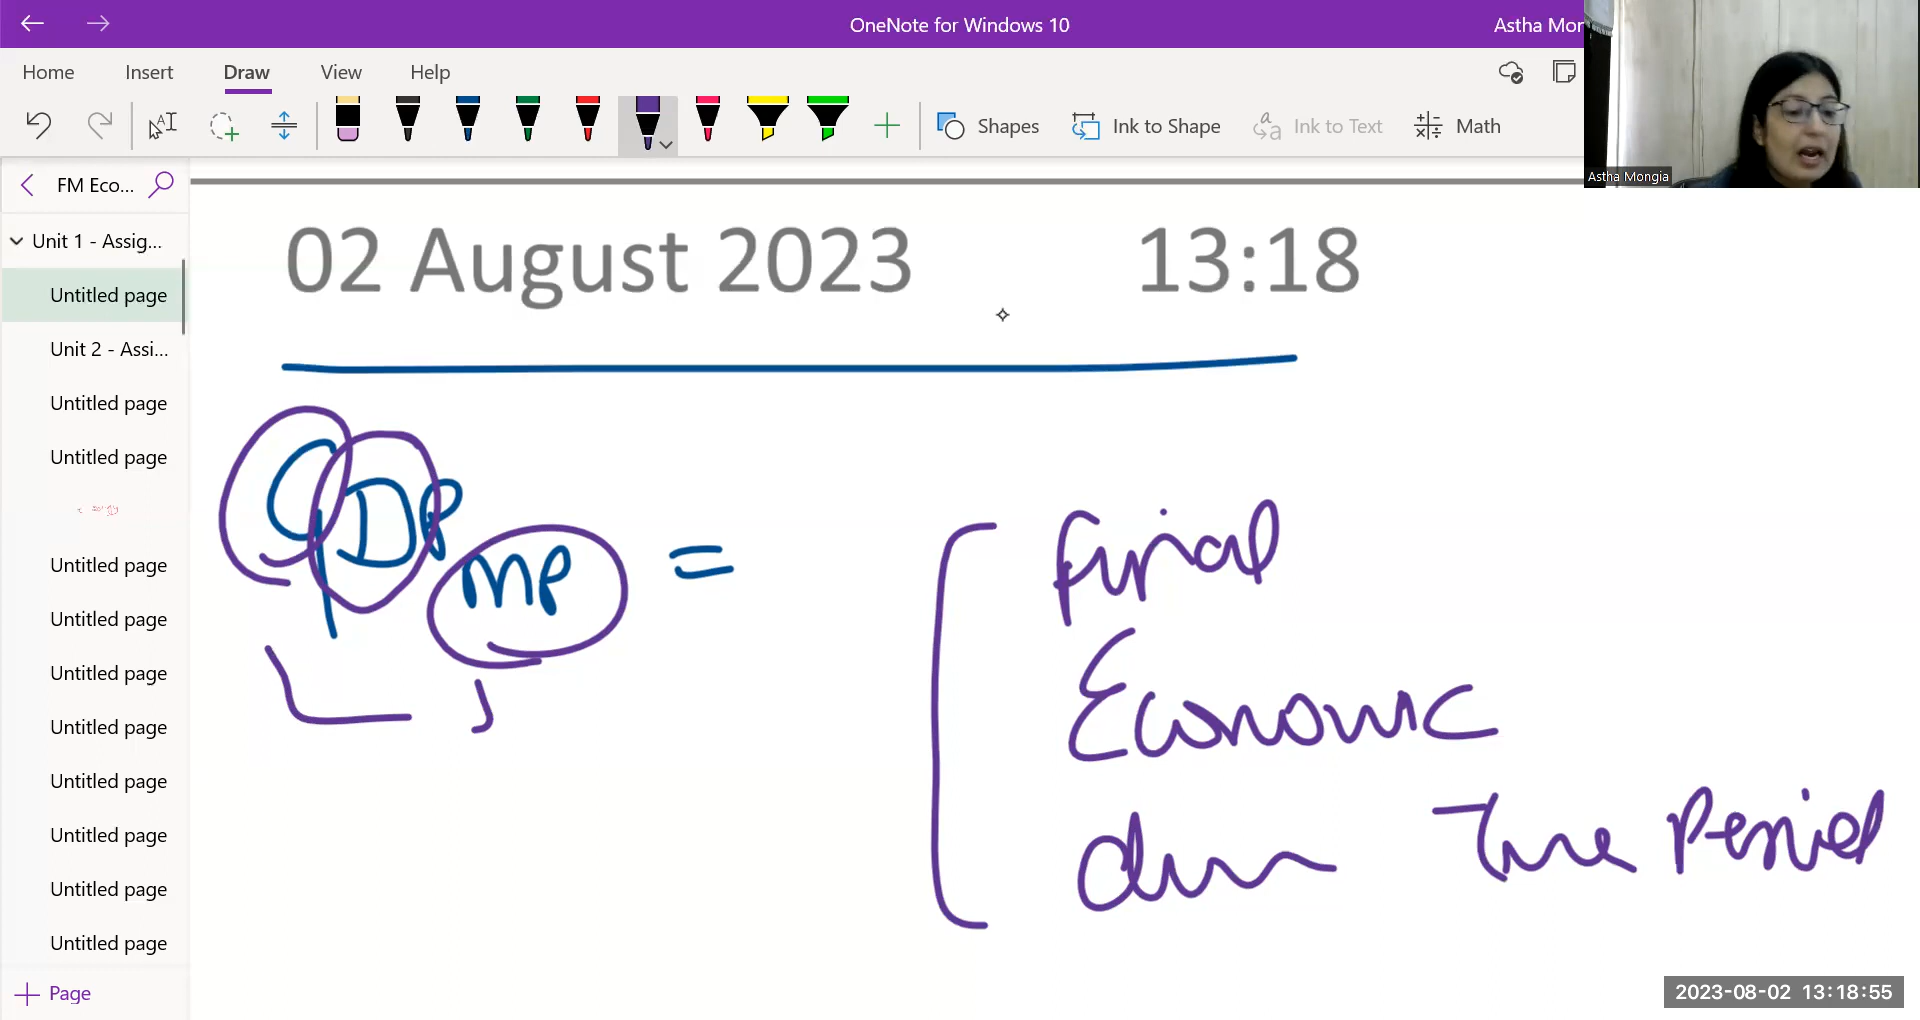 OneNote for Windows 10
Astha Mon
Home Insert Draw View Help
Shapes Ink to Shape Ink to Text Math
Astha Mongia
FM Eco...
Unit 1 - Assig...
Untitled page
Unit 2 - Assi...
Untitled page
Untitled page
Untitled page
Untitled page
Untitled page
Untitled page
Untitled page
Untitled page
Untitled page
Untitled page
Page
02 August 2023 13:18
GDP MP =
Final
Economic
Time Period
2023-08-02 13:18:55